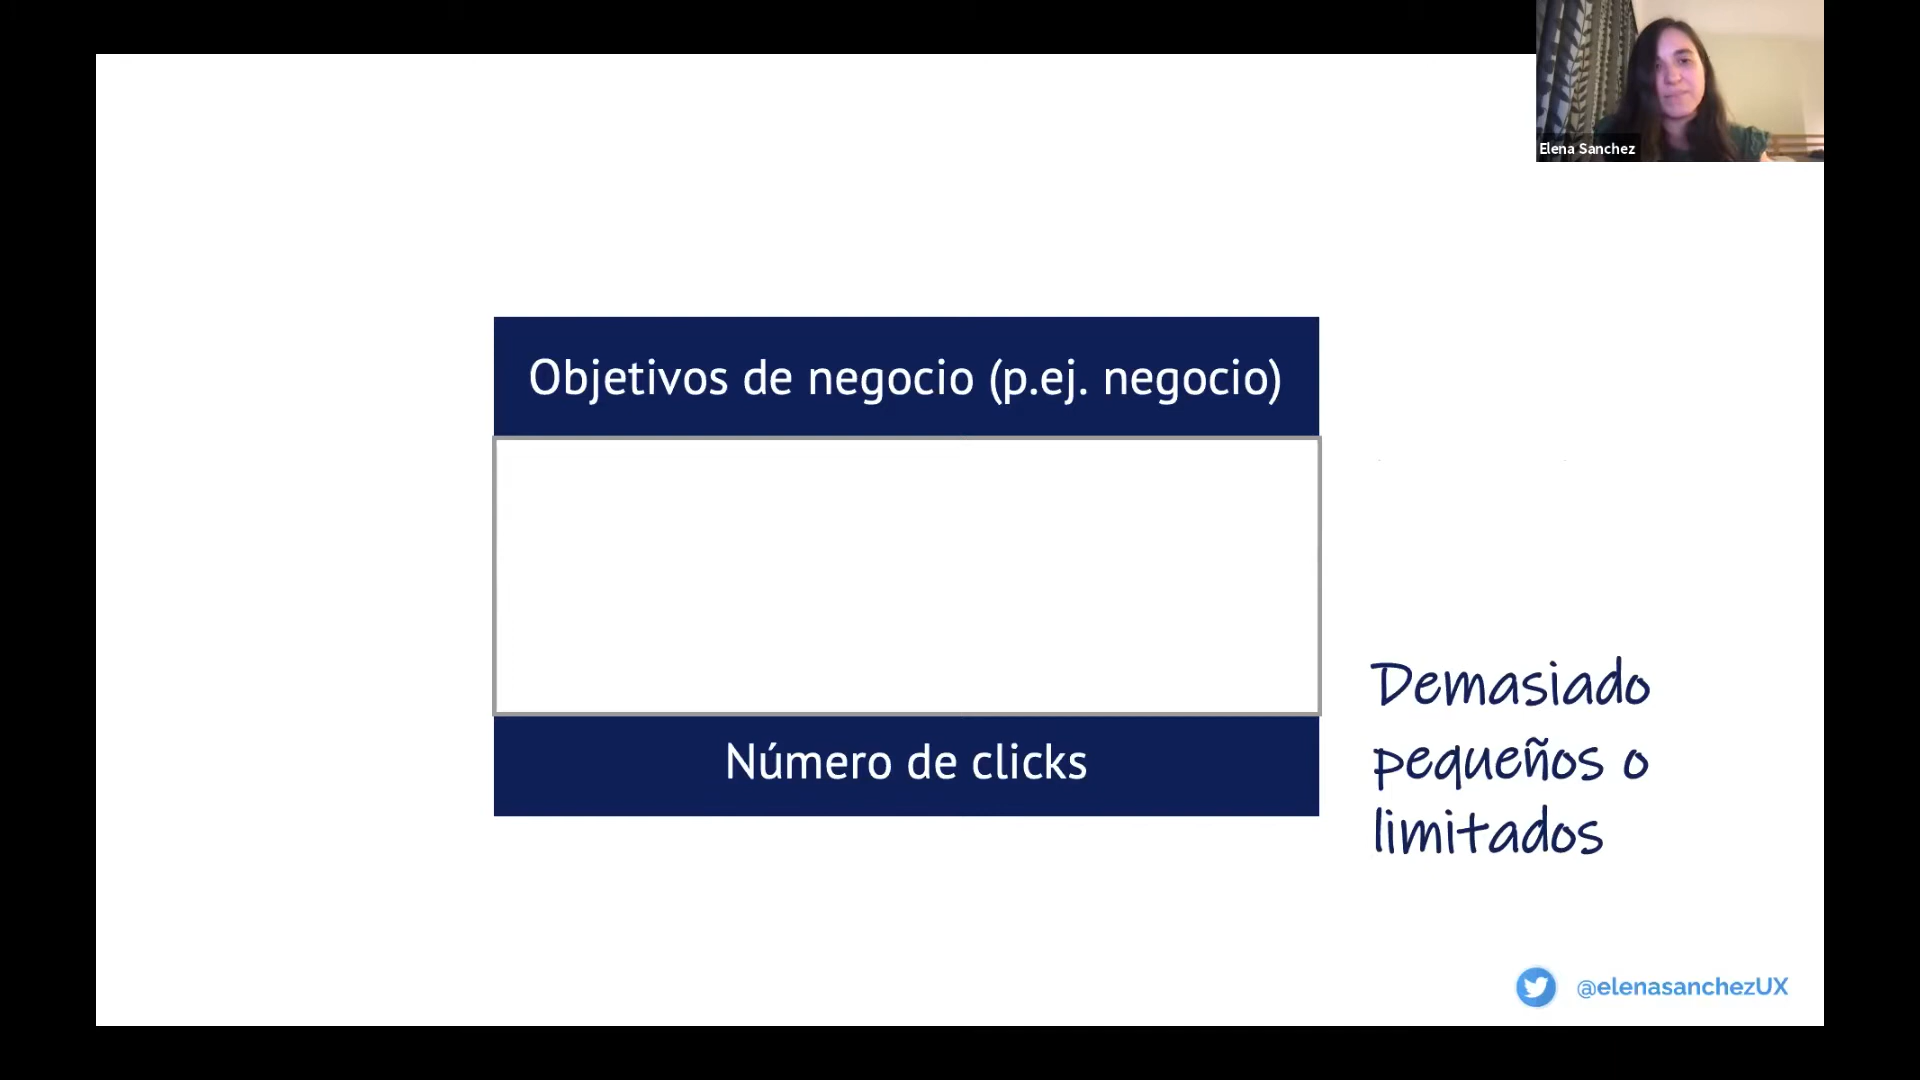 Elena Sanchez
Objetivos de negocio (p.ej. negocio)
Número de clicks
Demasiado
pequeños o
limitados
@elenasanchezUX